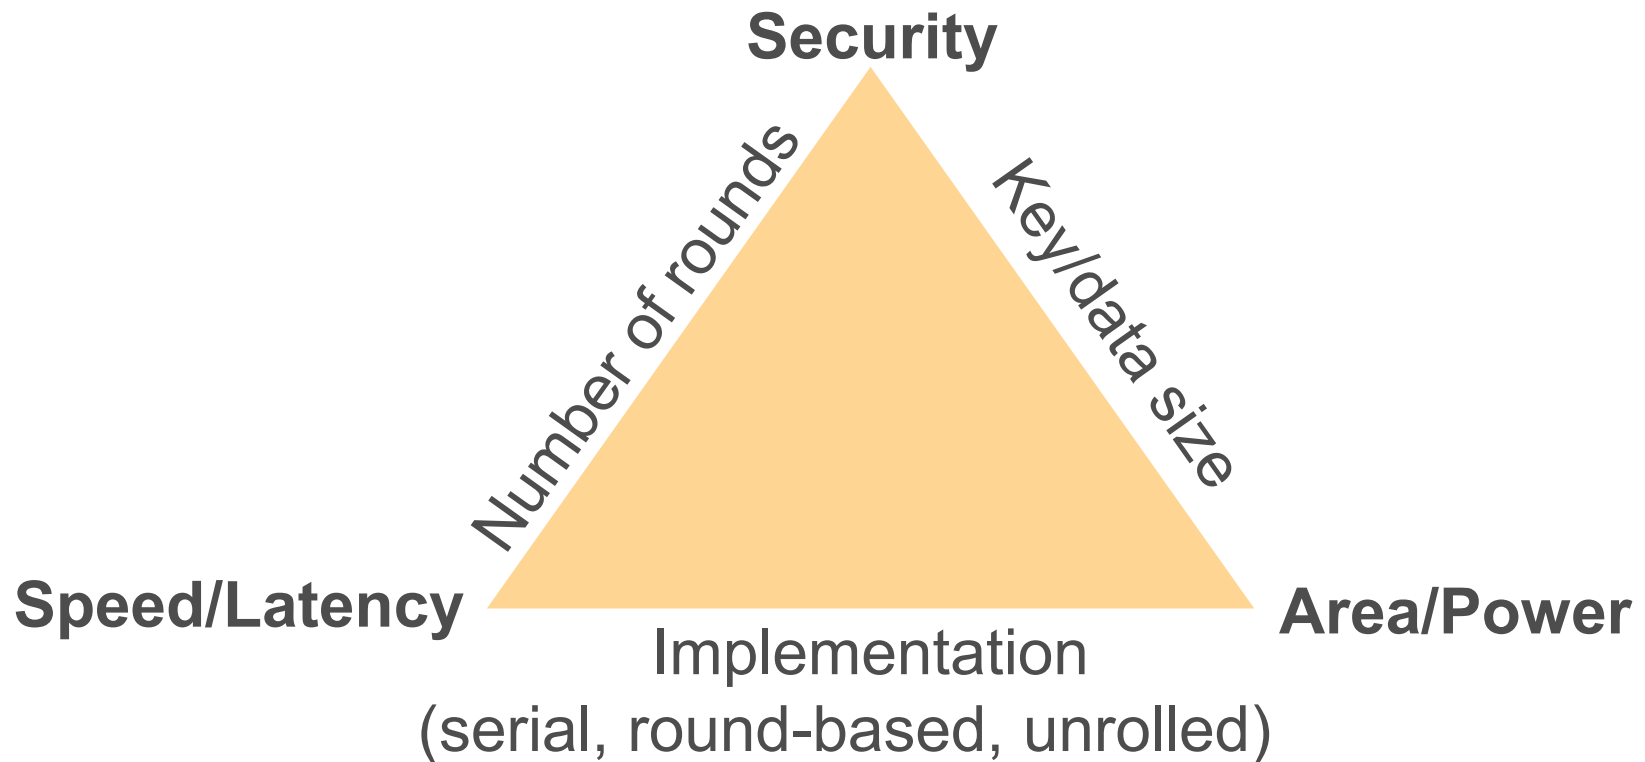 Security
Number of rounds
Key/data size
Speed/Latency
Area/Power
Implementation
(serial, round-based, unrolled)